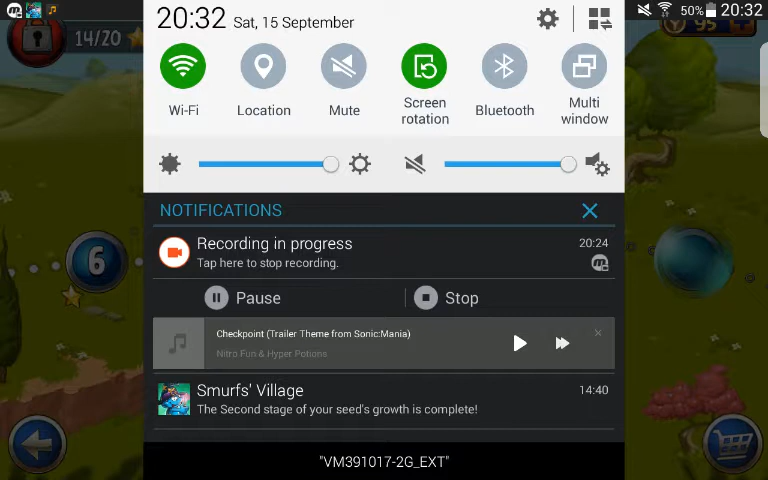 14/20
20:32 Sat, 15 September
50% 20:32
95
Wi-Fi
Location
Mute
Screen rotation
Bluetooth
Multi window
NOTIFICATIONS
Recording in progress
20:24
Tap here to stop recording.
Pause
Stop
Checkpoint (Trailer Theme from Sonic:Mania)
Nitro Fun & Hyper Potions
Smurfs' Village
14:40
The Second stage of your seed's growth is complete!
6
"VM391017-2G_EXT"